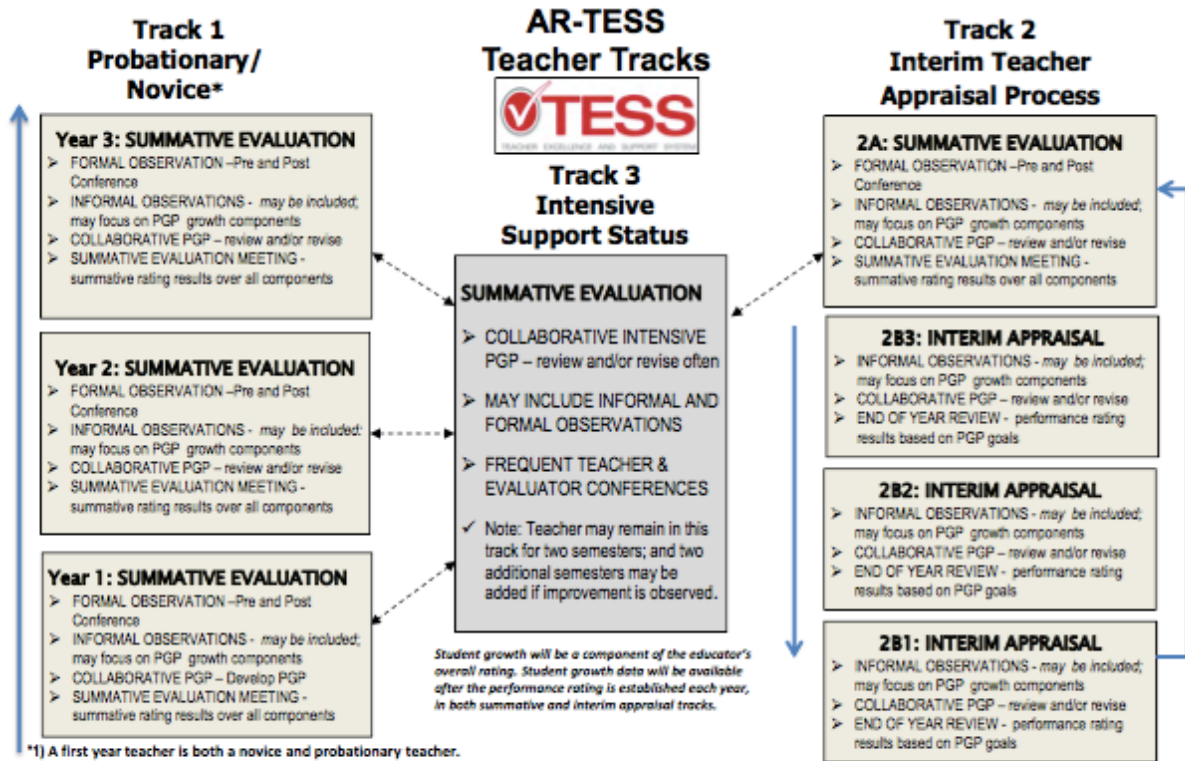 Track 1
Probationary/
Novice*
Year 3: SUMMATIVE EVALUATION
➢ FORMAL OBSERVATION –Pre and Post
Conference
➢ INFORMAL OBSERVATIONS - may be included;
may focus on PGP growth components
➢ COLLABORATIVE PGP – review and/or revise
➢ SUMMATIVE EVALUATION MEETING -
summative rating results over all components
Year 2: SUMMATIVE EVALUATION
➢ FORMAL OBSERVATION –Pre and Post
Conference
➢ INFORMAL OBSERVATIONS - may be included;
may focus on PGP growth components
➢ COLLABORATIVE PGP – review and/or revise
➢ SUMMATIVE EVALUATION MEETING -
summative rating results over all components
Year 1: SUMMATIVE EVALUATION
➢ FORMAL OBSERVATION –Pre and Post
Conference
➢ INFORMAL OBSERVATIONS - may be included;
may focus on PGP growth components
➢ COLLABORATIVE PGP – Develop PGP
➢ SUMMATIVE EVALUATION MEETING -
summative rating results over all components
*1) A first year teacher is both a novice and probationary teacher.
AR-TESS
Teacher Tracks
TESS
TEACHER EXCELLENCE AND SUPPORT SYSTEM
Track 3
Intensive
Support Status
SUMMATIVE EVALUATION
➢ COLLABORATIVE INTENSIVE
PGP – review and/or revise often
➢ MAY INCLUDE INFORMAL AND
FORMAL OBSERVATIONS
➢ FREQUENT TEACHER &
EVALUATOR CONFERENCES
✓ Note: Teacher may remain in this
track for two semesters; and two
additional semesters may be
added if improvement is observed.
Student growth will be a component of the educator's
overall rating. Student growth data will be available
after the performance rating is established each year,
in both summative and interim appraisal tracks.
Track 2
Interim Teacher
Appraisal Process
2A: SUMMATIVE EVALUATION
➢ FORMAL OBSERVATION –Pre and Post
Conference
➢ INFORMAL OBSERVATIONS - may be included;
may focus on PGP growth components
➢ COLLABORATIVE PGP – review and/or revise
➢ SUMMATIVE EVALUATION MEETING -
summative rating results over all components
2B3: INTERIM APPRAISAL
➢ INFORMAL OBSERVATIONS - may be included;
may focus on PGP growth components
➢ COLLABORATIVE PGP – review and/or revise
➢ END OF YEAR REVIEW - performance rating
results based on PGP goals
2B2: INTERIM APPRAISAL
➢ INFORMAL OBSERVATIONS - may be included;
may focus on PGP growth components
➢ COLLABORATIVE PGP – review and/or revise
➢ END OF YEAR REVIEW - performance rating
results based on PGP goals
2B1: INTERIM APPRAISAL
➢ INFORMAL OBSERVATIONS - may be included;
may focus on PGP growth components
➢ COLLABORATIVE PGP – review and/or revise
➢ END OF YEAR REVIEW - performance rating
results based on PGP goals